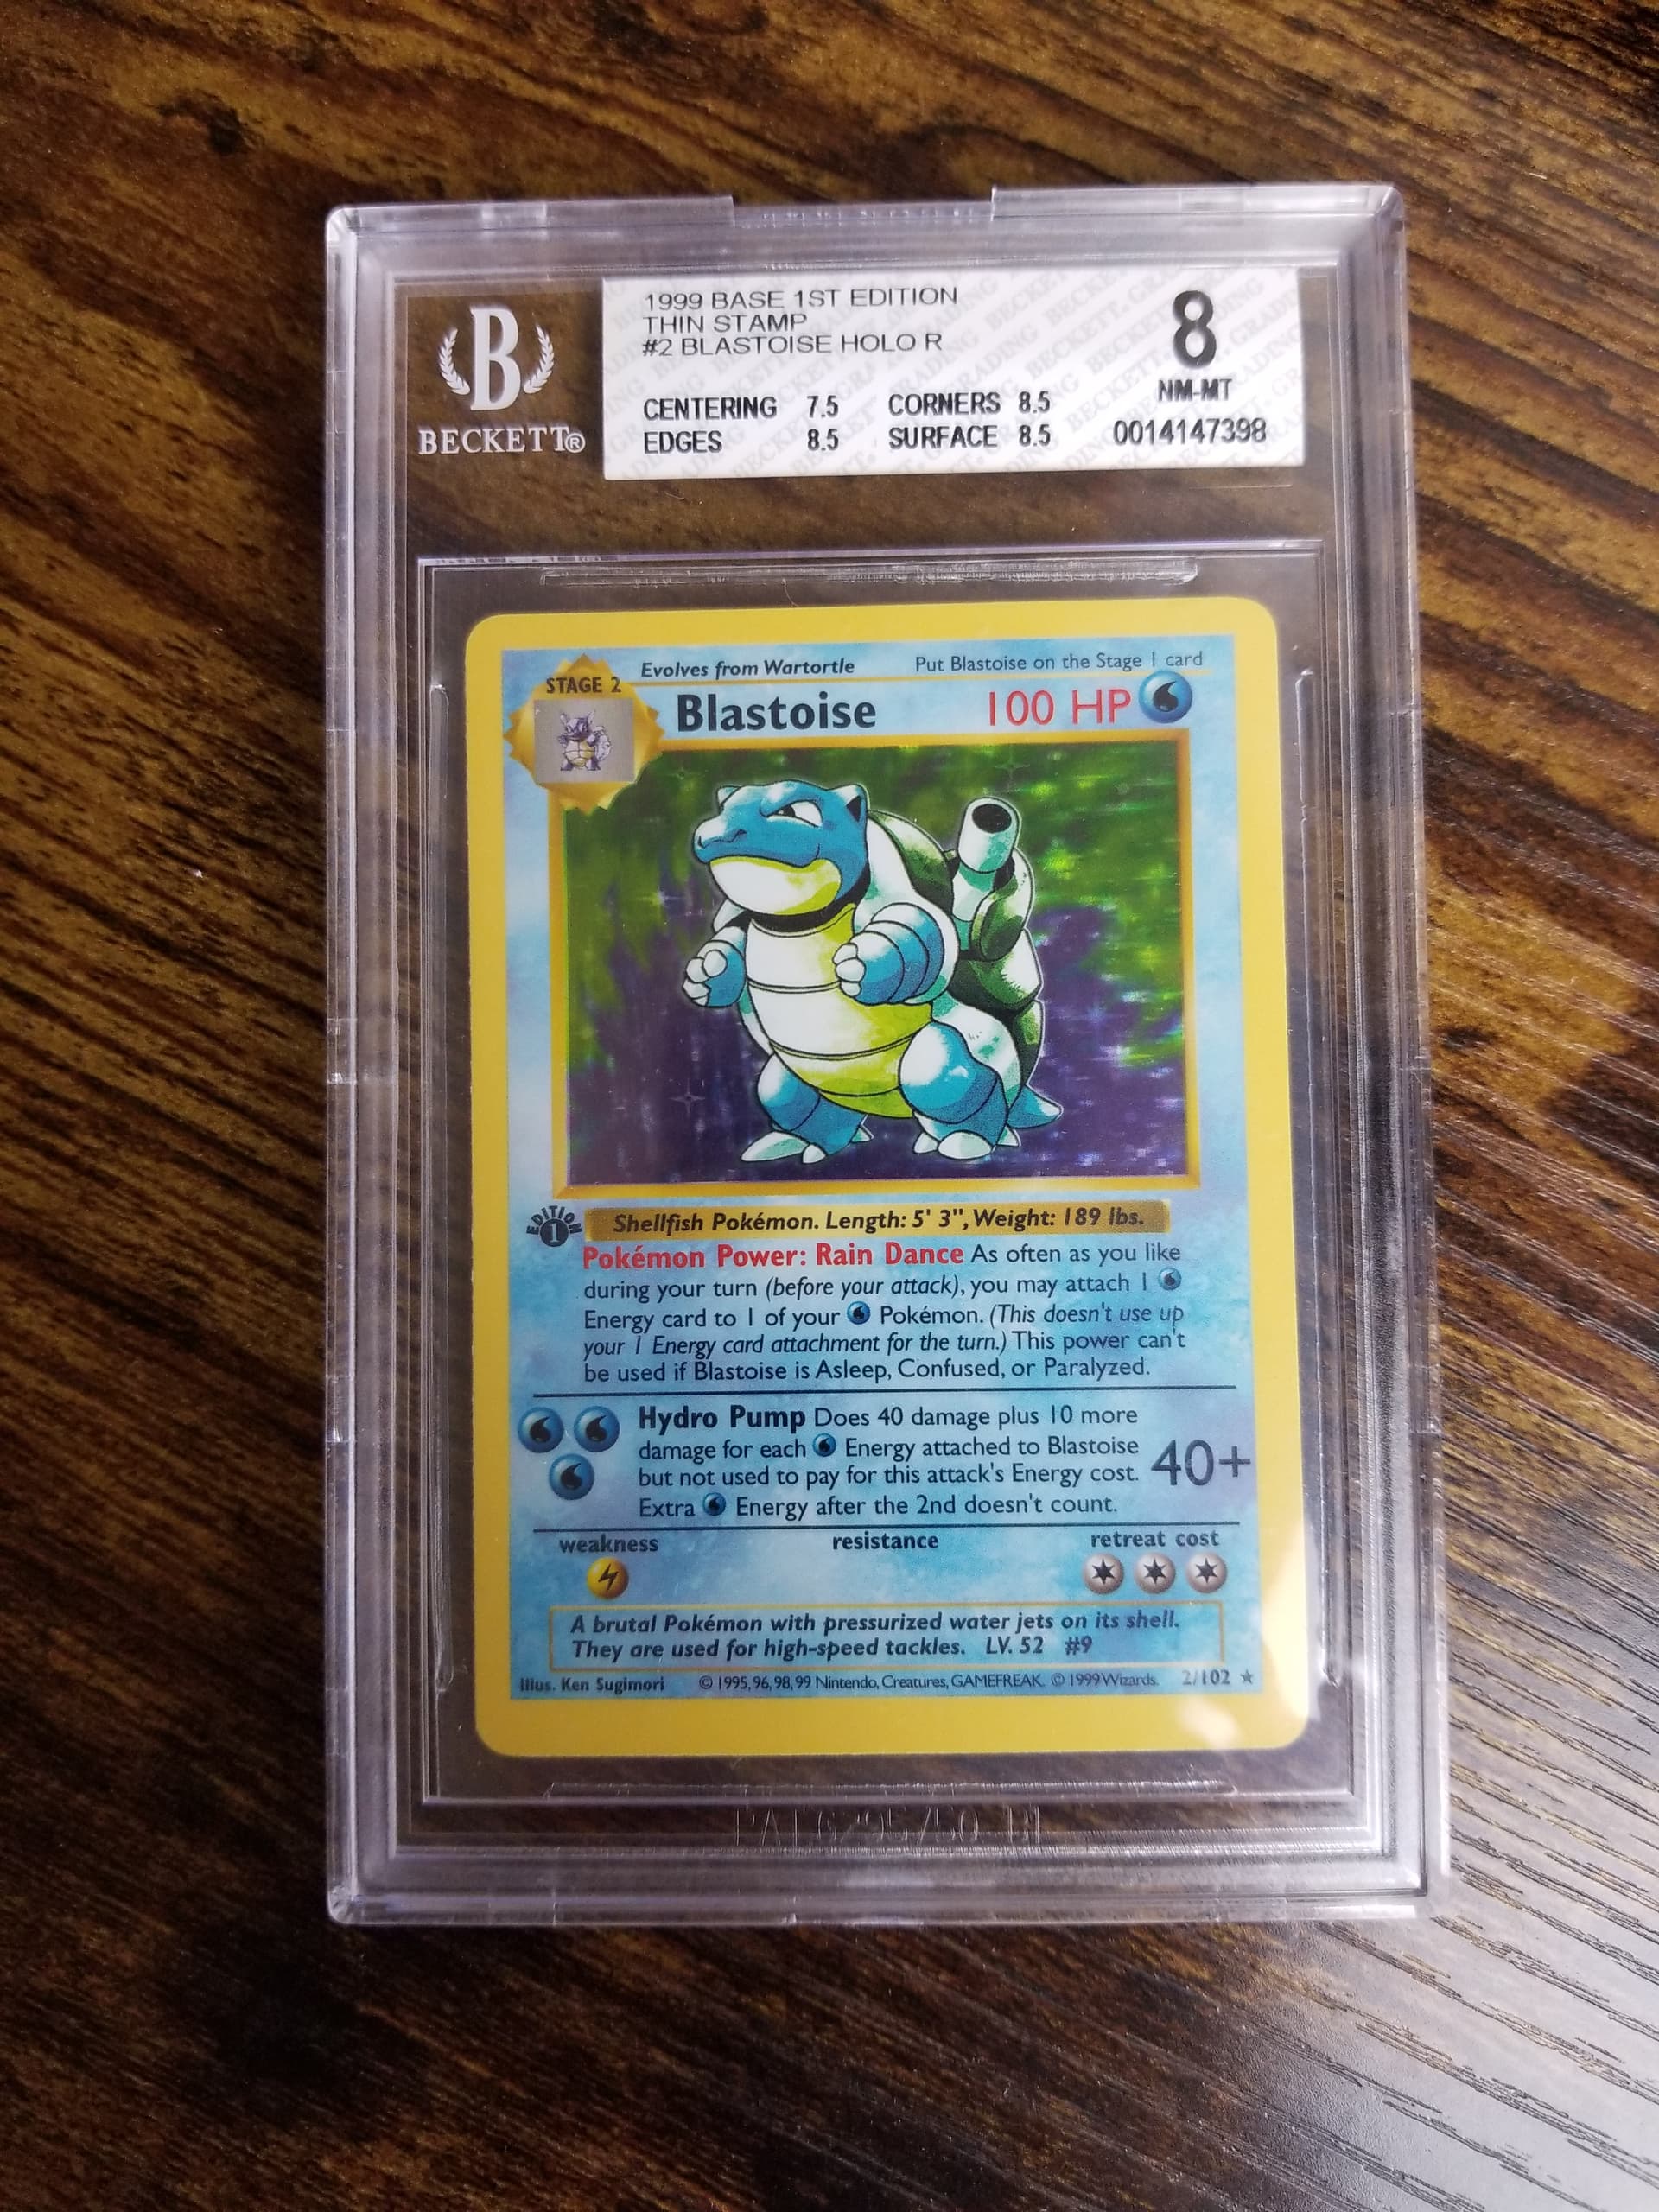 B
BECKETT®
1999 BASE 1ST EDITION
THIN STAMP
#2 BLASTOISE HOLO R
CENTERING 7.5 CORNERS 8.5
EDGES 8.5 SURFACE 8.5
8
NM-MT
0014147398
Evolves from Wartortle Put Blastoise on the Stage 1 card
STAGE 2
Blastoise 100 HP
EDITION
1
Shellfish Pokémon. Length: 5' 3", Weight: 189 lbs.
Pokémon Power: Rain Dance As often as you like
during your turn (before your attack), you may attach 1
Energy card to 1 of your Pokémon. (This doesn't use up
your 1 Energy card attachment for the turn.) This power can't
be used if Blastoise is Asleep, Confused, or Paralyzed.
Hydro Pump Does 40 damage plus 10 more
damage for each Energy attached to Blastoise
but not used to pay for this attack's Energy cost.
Extra Energy after the 2nd doesn't count.
40+
weakness resistance retreat cost
A brutal Pokémon with pressurized water jets on its shell.
They are used for high-speed tackles. LV. 52 #9
Illus. Ken Sugimori © 1995, 96, 98, 99 Nintendo, Creatures, GAMEFREAK. © 1999 Wizards. 2/102 ★